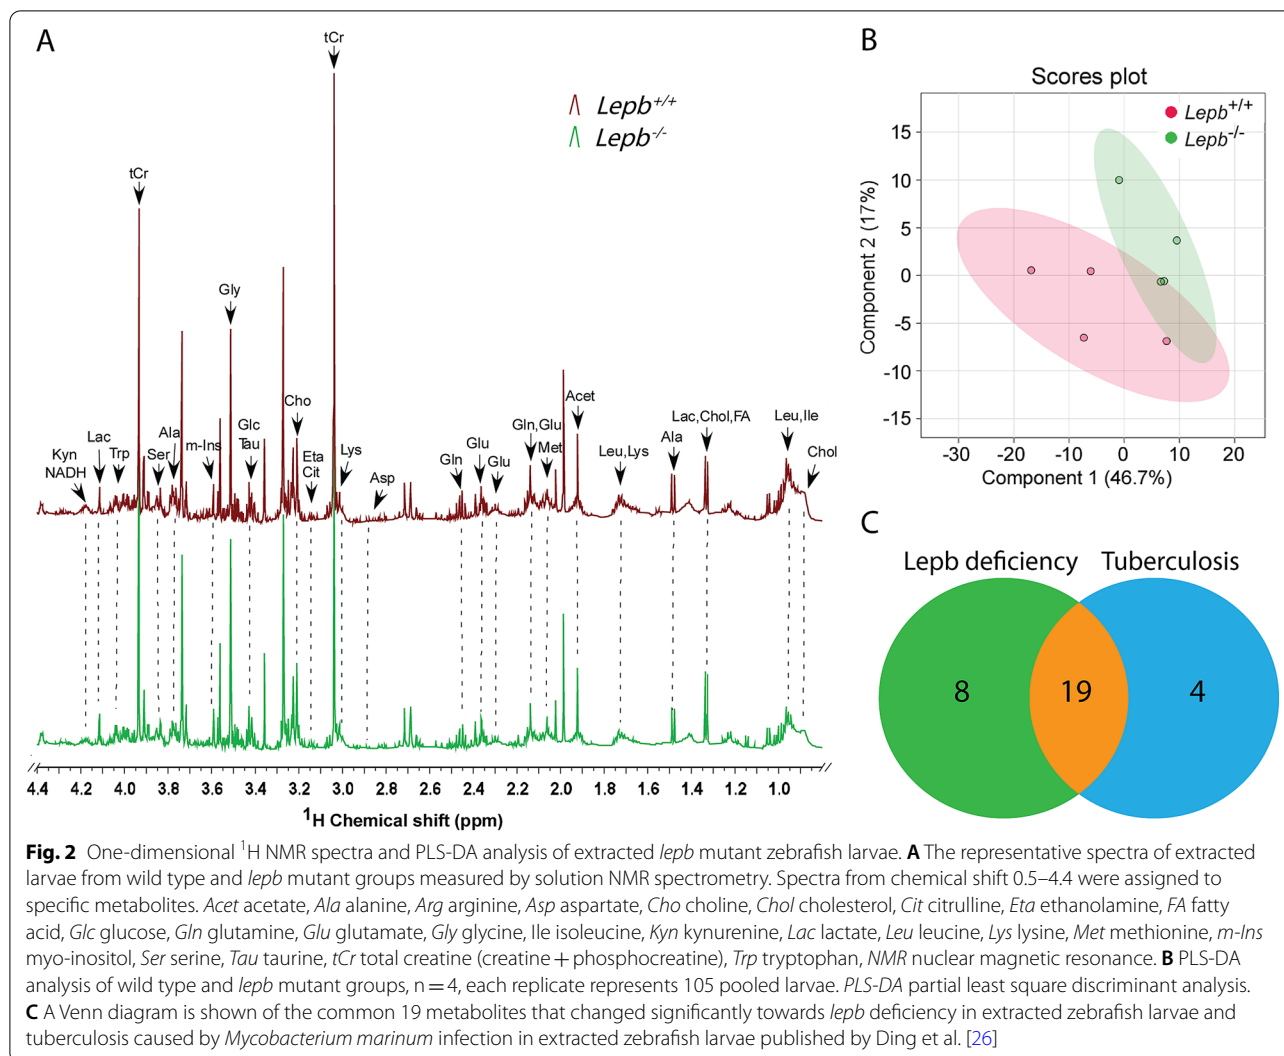 A
tCr
Lepb+/+
Lepb-/-
tCr
Gly
Cho
Acet
Lac,Chol,FA
Leu,Ile
Gln,Glu
Glc
Tau
Ala
m-Ins
Lac
Kyn
NADH
Trp
Ser
Eta
Cit
Lys
Asp
Gln
Glu
Glu
Met
Leu,Lys
Ala
Chol
4.4 4.2 4.0 3.8 3.6 3.4 3.2 3.0 2.8 2.6 2.4 2.2 2.0 1.8 1.6 1.4 1.2 1.0
1H Chemical shift (ppm)
B
Scores plot
Lepb+/+
Lepb-/-
15
10
5
0
-5
-10
-15
Component 2 (17%)
-30 -20 -10 0 10 20
Component 1 (46.7%)
C
Lepb deficiency Tuberculosis
8 19 4
Fig. 2 One-dimensional 1H NMR spectra and PLS-DA analysis of extracted lepb mutant zebrafish larvae. A The representative spectra of extracted
larvae from wild type and lepb mutant groups measured by solution NMR spectrometry. Spectra from chemical shift 0.5–4.4 were assigned to
specific metabolites. Acet acetate, Ala alanine, Arg arginine, Asp aspartate, Cho choline, Chol cholesterol, Cit citrulline, Eta ethanolamine, FA fatty
acid, Glc glucose, Gln glutamine, Glu glutamate, Gly glycine, Ile isoleucine, Kyn kynurenine, Lac lactate, Leu leucine, Lys lysine, Met methionine, m-Ins
myo-inositol, Ser serine, Tau taurine, tCr total creatine (creatine + phosphocreatine), Trp tryptophan, NMR nuclear magnetic resonance. B PLS-DA
analysis of wild type and lepb mutant groups, n = 4, each replicate represents 105 pooled larvae. PLS-DA partial least square discriminant analysis.
C A Venn diagram is shown of the common 19 metabolites that changed significantly towards lepb deficiency in extracted zebrafish larvae and
tuberculosis caused by Mycobacterium marinum infection in extracted zebrafish larvae published by Ding et al. [26]